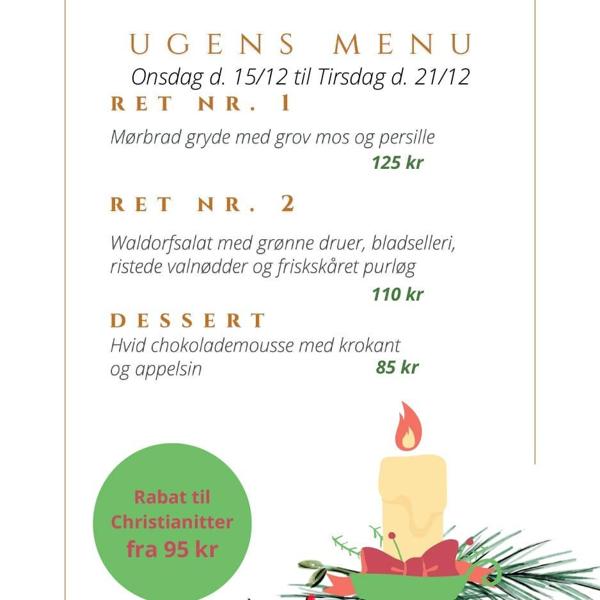 UGENS MENU
Onsdag d. 15/12 til Tirsdag d. 21/12
RET NR. 1
Mørbrad gryde med grov mos og persille
125 kr
RET NR. 2
Waldorfsalat med grønne druer, bladselleri,
ristede valnødder og friskskåret purløg
110 kr
DESSERT
Hvid chokolademousse med krokant
og appelsin
85 kr
Rabat til
Christianitter
fra 95 kr